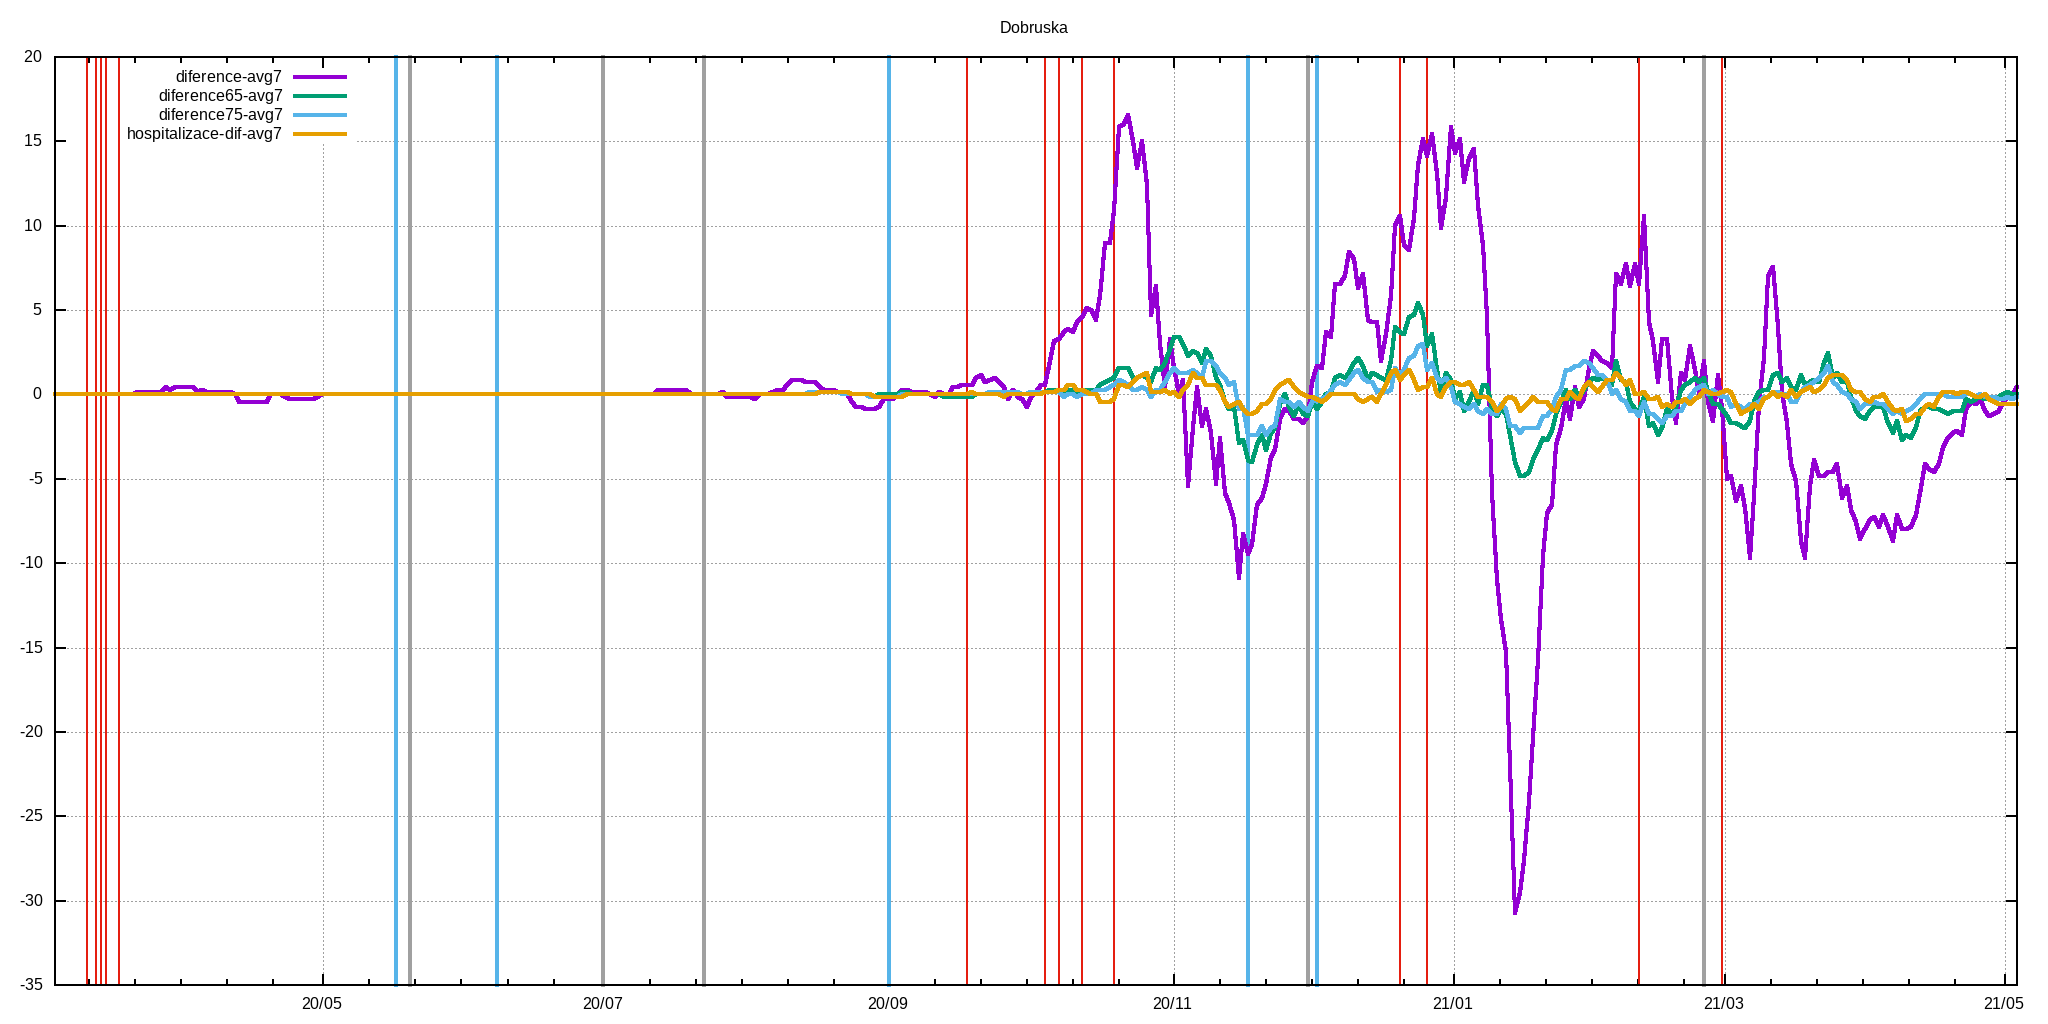 Dobruska
diference-avg7
diference65-avg7
diference75-avg7
hospitalizace-dif-avg7
20
15
10
5
0
-5
-10
-15
-20
-25
-30
-35
20/05 20/07 20/09 20/11 21/01 21/03 21/05